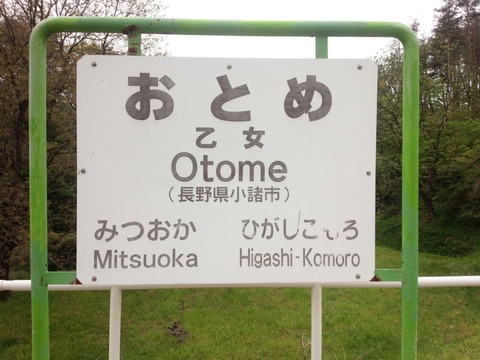 おとめ
乙女
Otome
(長野県小諸市)
みつおか ひがしこもろ
Mitsuoka Higashi-Komoro